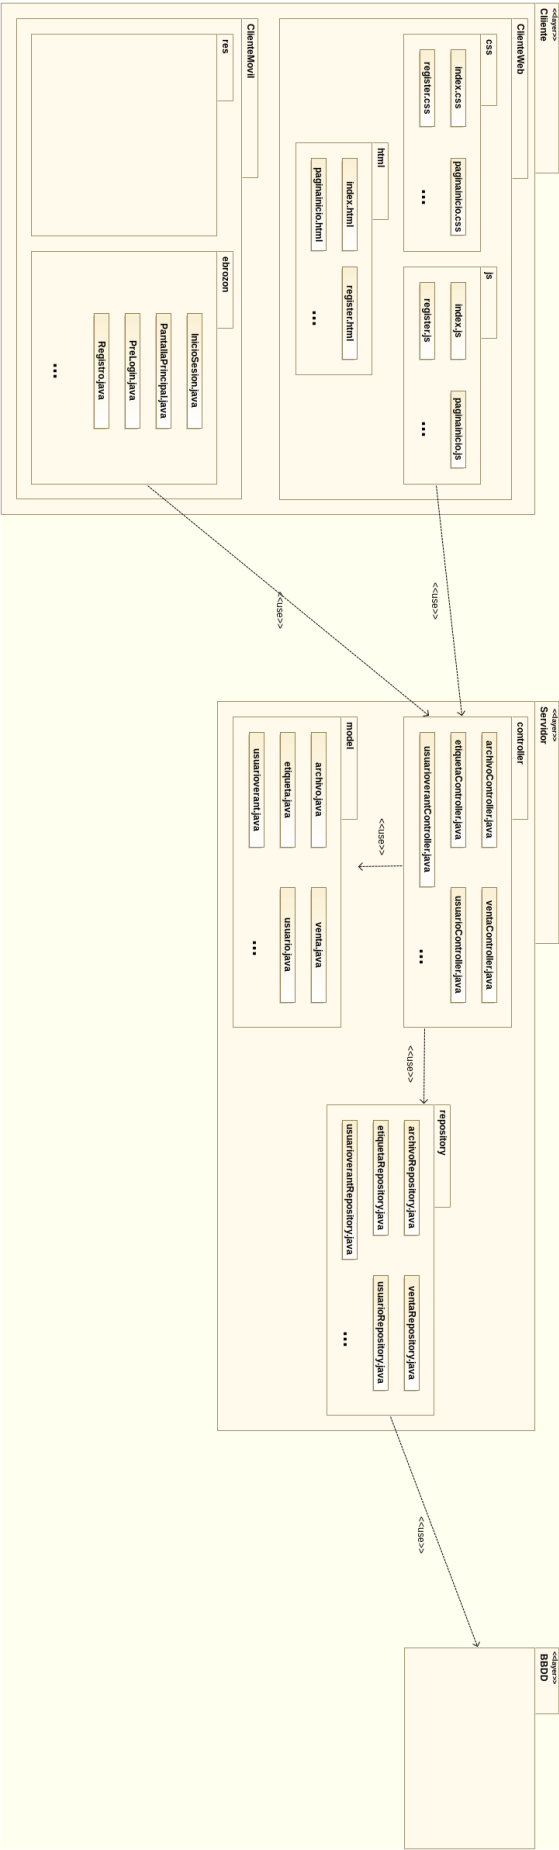 <<layer>>
Cliente
ClienteWeb
css
index.css
paginainicio.css
register.css
...
js
index.js
paginainicio.js
register.js
...
html
index.html
register.html
paginainicio.html
...
ClienteMovil
res
ebrozon
InicioSesion.java
PantallaPrincipal.java
PreLogin.java
Registro.java
...
<<use>>
<<use>>
<<layer>>
Servidor
controller
archivoController.java
ventaController.java
etiquetaController.java
usuarioController.java
usuarioverantController.java
...
<<use>>
model
archivo.java
venta.java
etiqueta.java
usuario.java
usuarioverant.java
...
<<use>>
repository
archivoRepository.java
ventaRepository.java
etiquetaRepository.java
usuarioRepository.java
usuarioverantRepository.java
...
<<use>>
<<layer>>
BBDD